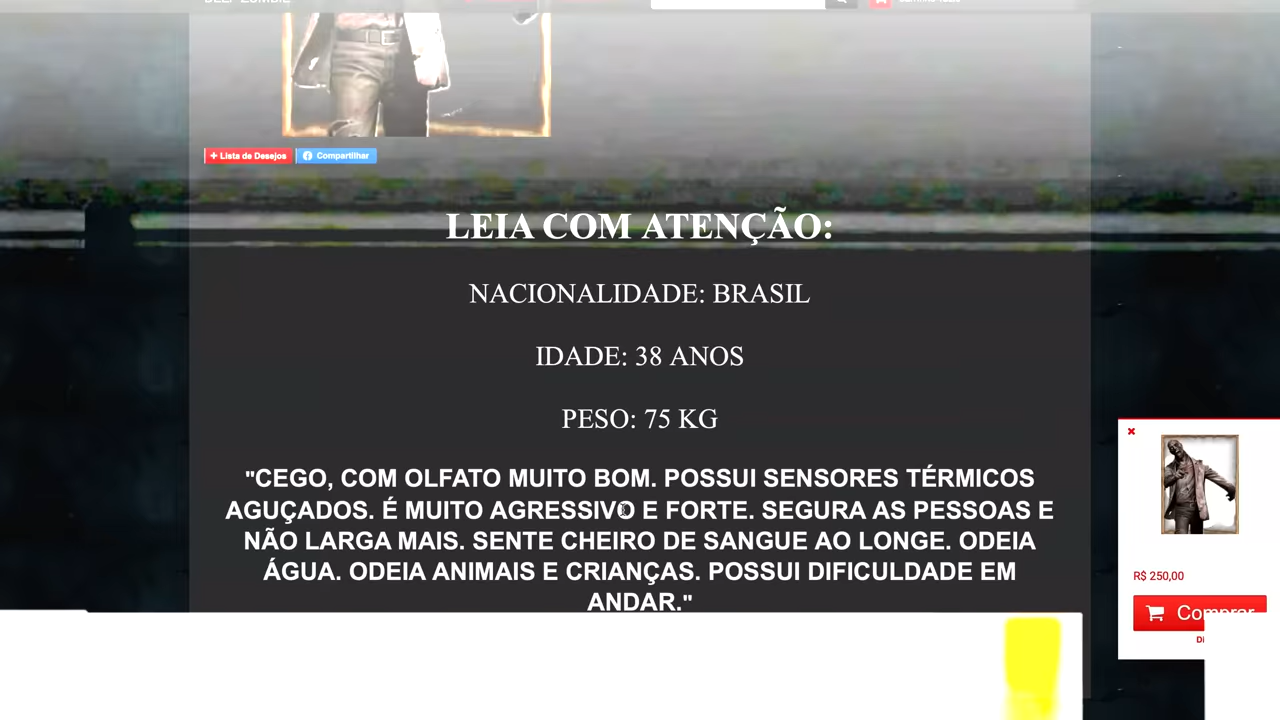 + Lista de Desejos
Compartilhar
LEIA COM ATENÇÃO:
NACIONALIDADE: BRASIL
IDADE: 38 ANOS
PESO: 75 KG
"CEGO, COM OLFATO MUITO BOM. POSSUI SENSORES TÉRMICOS
AGUÇADOS. É MUITO AGRESSIVO E FORTE. SEGURA AS PESSOAS E
NÃO LARGA MAIS. SENTE CHEIRO DE SANGUE AO LONGE. ODEIA
ÁGUA. ODEIA ANIMAIS E CRIANÇAS. POSSUI DIFICULDADE EM
ANDAR."
R$ 250,00
Comprar